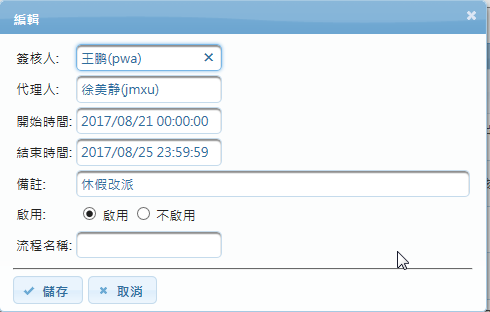 編輯
簽核人: 王鹏(pwa)
代理人: 徐美静(jmxu)
開始時間: 2017/08/21 00:00:00
結束時間: 2017/08/25 23:59:59
備註: 休假改派
啟用: 啟用 不啟用
流程名稱:
儲存 取消